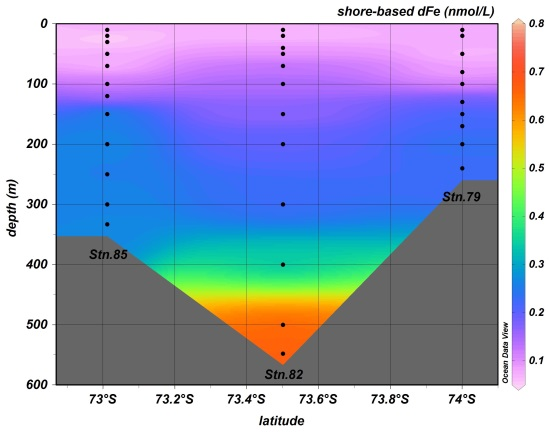 shore-based dFe (nmol/L)
0
100
200
300
400
500
600
depth (m)
Stn.85
Stn.82
Stn.79
73°S
73.2°S
73.4°S
73.6°S
73.8°S
74°S
latitude
0.8
0.7
0.6
0.5
0.4
0.3
0.2
0.1
Ocean Data View